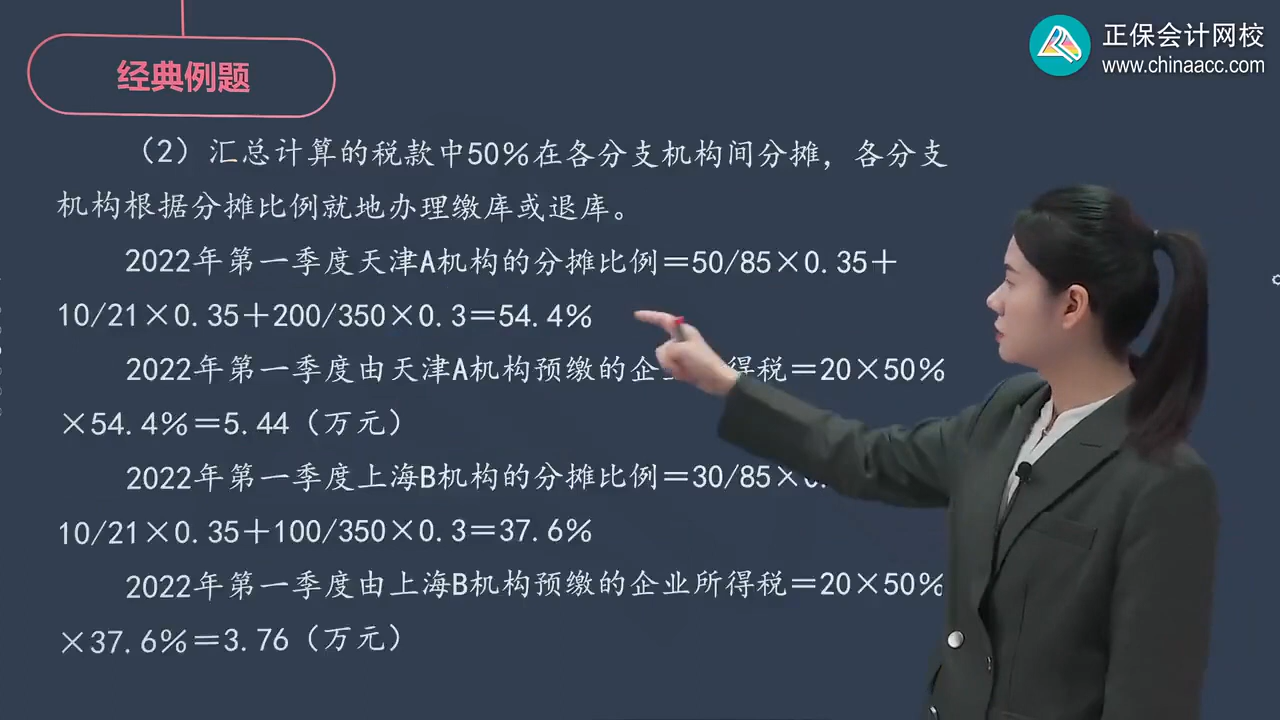 正保会计网校
www.chinaacc.com
经典例题
（2）汇总计算的税款中50%在各分支机构间分摊，各分支
机构根据分摊比例就地办理缴库或退库。
2022年第一季度天津A机构的分摊比例=50/85×0.35+
10/21×0.35+200/350×0.3=54.4%
2022年第一季度由天津A机构预缴的企 得税=20×50%
×54.4%=5.44（万元）
2022年第一季度上海B机构的分摊比例=30/85×
10/21×0.35+100/350×0.3=37.6%
2022年第一季度由上海B机构预缴的企业所得税=20×50%
×37.6%=3.76（万元）